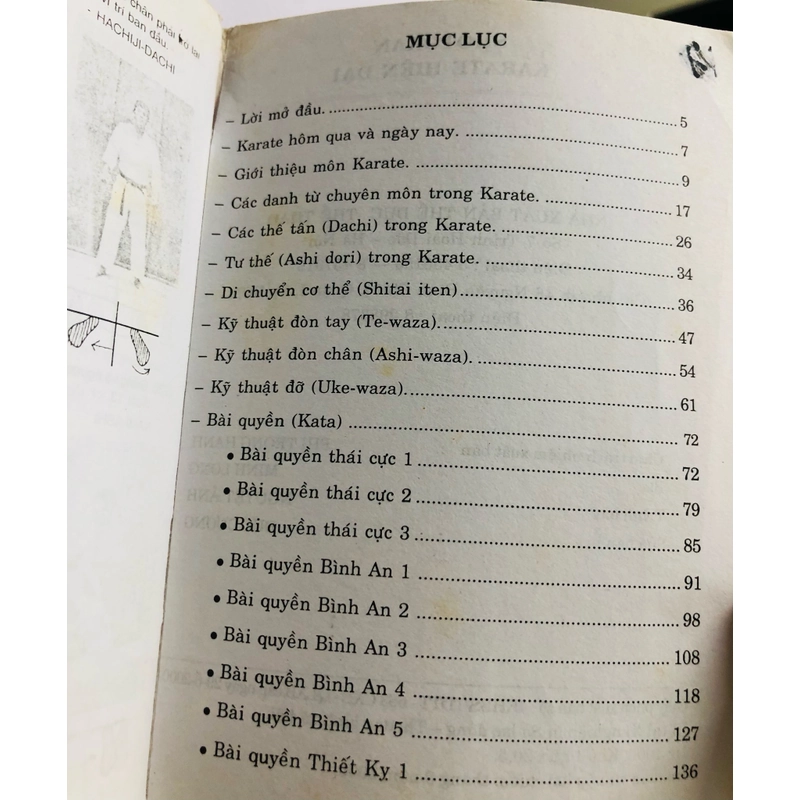 chân phải
trí ban đầu.
- HACHIJI-DACHI
MỤC LỤC
– Lời mở đầu. 5
– Karate hôm qua và ngày nay. 7
– Giới thiệu môn Karate. 9
– Các danh từ chuyên môn trong Karate. 17
– Các thế tấn (Dachi) trong Karate. 26
– Tư thế (Ashi dori) trong Karate. 34
– Di chuyển cơ thể (Shitai iten) 36
– Kỹ thuật đòn tay (Te-waza). 47
– Kỹ thuật đòn chân (Ashi-waza). 54
– Kỹ thuật đỡ (Uke-waza). 61
– Bài quyền (Kata) 72
• Bài quyền thái cực 1 72
• Bài quyền thái cực 2 79
• Bài quyền thái cực 3 85
• Bài quyền Bình An 1 91
• Bài quyền Bình An 2 98
• Bài quyền Bình An 3 108
• Bài quyền Bình An 4 118
• Bài quyền Bình An 5 127
• Bài quyền Thiết Kỵ 1 136